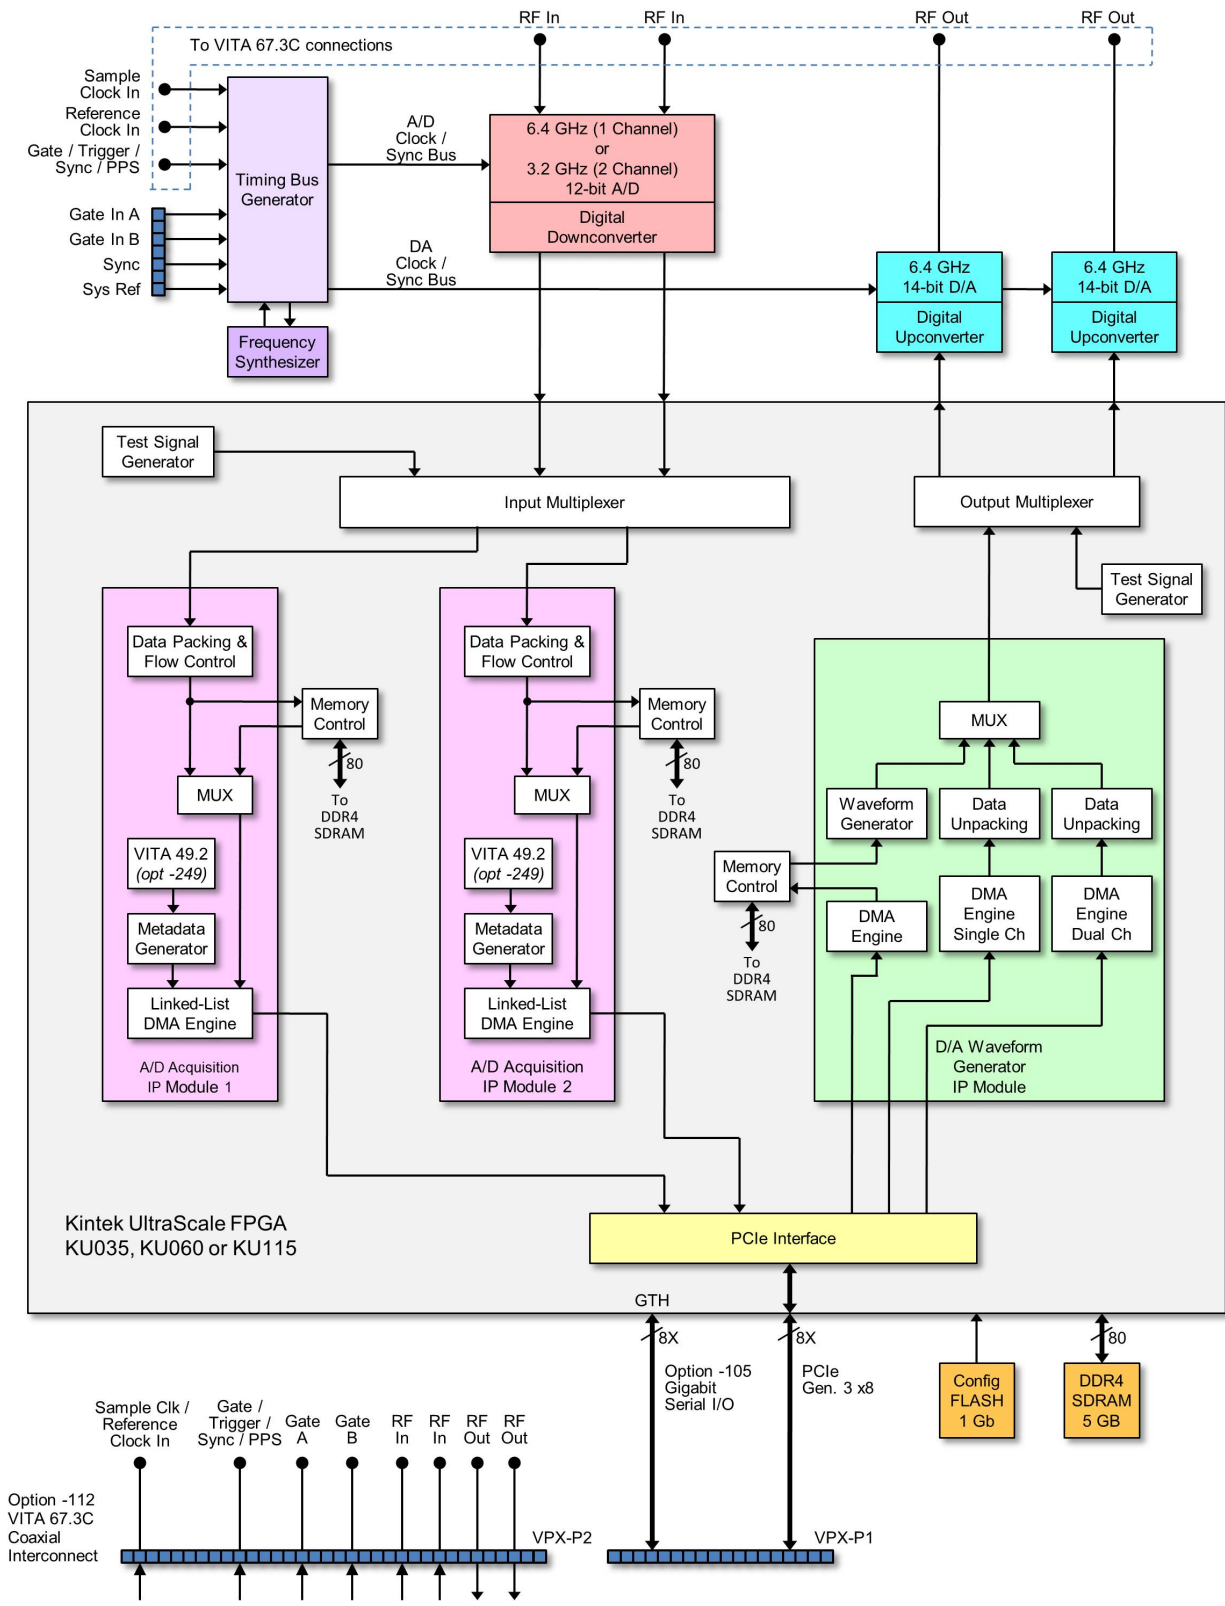 RF In
RF In
RF Out
RF Out
To VITA 67.3C connections
Sample
Clock In
Reference
Clock In
Gate / Trigger /
Sync / PPS
Gate In A
Gate In B
Sync
Sys Ref
Timing Bus
Generator
Frequency
Synthesizer
A/D
Clock /
Sync Bus
DA
Clock /
Sync Bus
6.4 GHz (1 Channel)
or
3.2 GHz (2 Channel)
12-bit A/D
Digital
Downconverter
6.4 GHz
14-bit D/A
Digital
Upconverter
6.4 GHz
14-bit D/A
Digital
Upconverter
Test Signal
Generator
Input Multiplexer
Output Multiplexer
Test Signal
Generator
Data Packing &
Flow Control
Memory
Control
80
To
DDR4
SDRAM
MUX
VITA 49.2
(opt -249)
Metadata
Generator
Linked-List
DMA Engine
A/D Acquisition
IP Module 1
Data Packing &
Flow Control
Memory
Control
80
To
DDR4
SDRAM
MUX
VITA 49.2
(opt -249)
Metadata
Generator
Linked-List
DMA Engine
A/D Acquisition
IP Module 2
MUX
Waveform
Generator
Data
Unpacking
Data
Unpacking
Memory
Control
80
To
DDR4
SDRAM
DMA
Engine
DMA
Engine
Single Ch
DMA
Engine
Dual Ch
D/A Waveform
Generator
IP Module
Kintek UltraScale FPGA
KU035, KU060 or KU115
PCIe Interface
GTH
8X
8X
80
Option -105
Gigabit
Serial I/O
PCIe
Gen. 3 x8
Config
FLASH
1 Gb
DDR4
SDRAM
5 GB
Sample Clk /
Reference
Clock In
Gate /
Trigger /
Sync / PPS
Gate
A
Gate
B
RF
In
RF
In
RF
Out
RF
Out
Option -112
VITA 67.3C
Coaxial
Interconnect
VPX-P2
VPX-P1